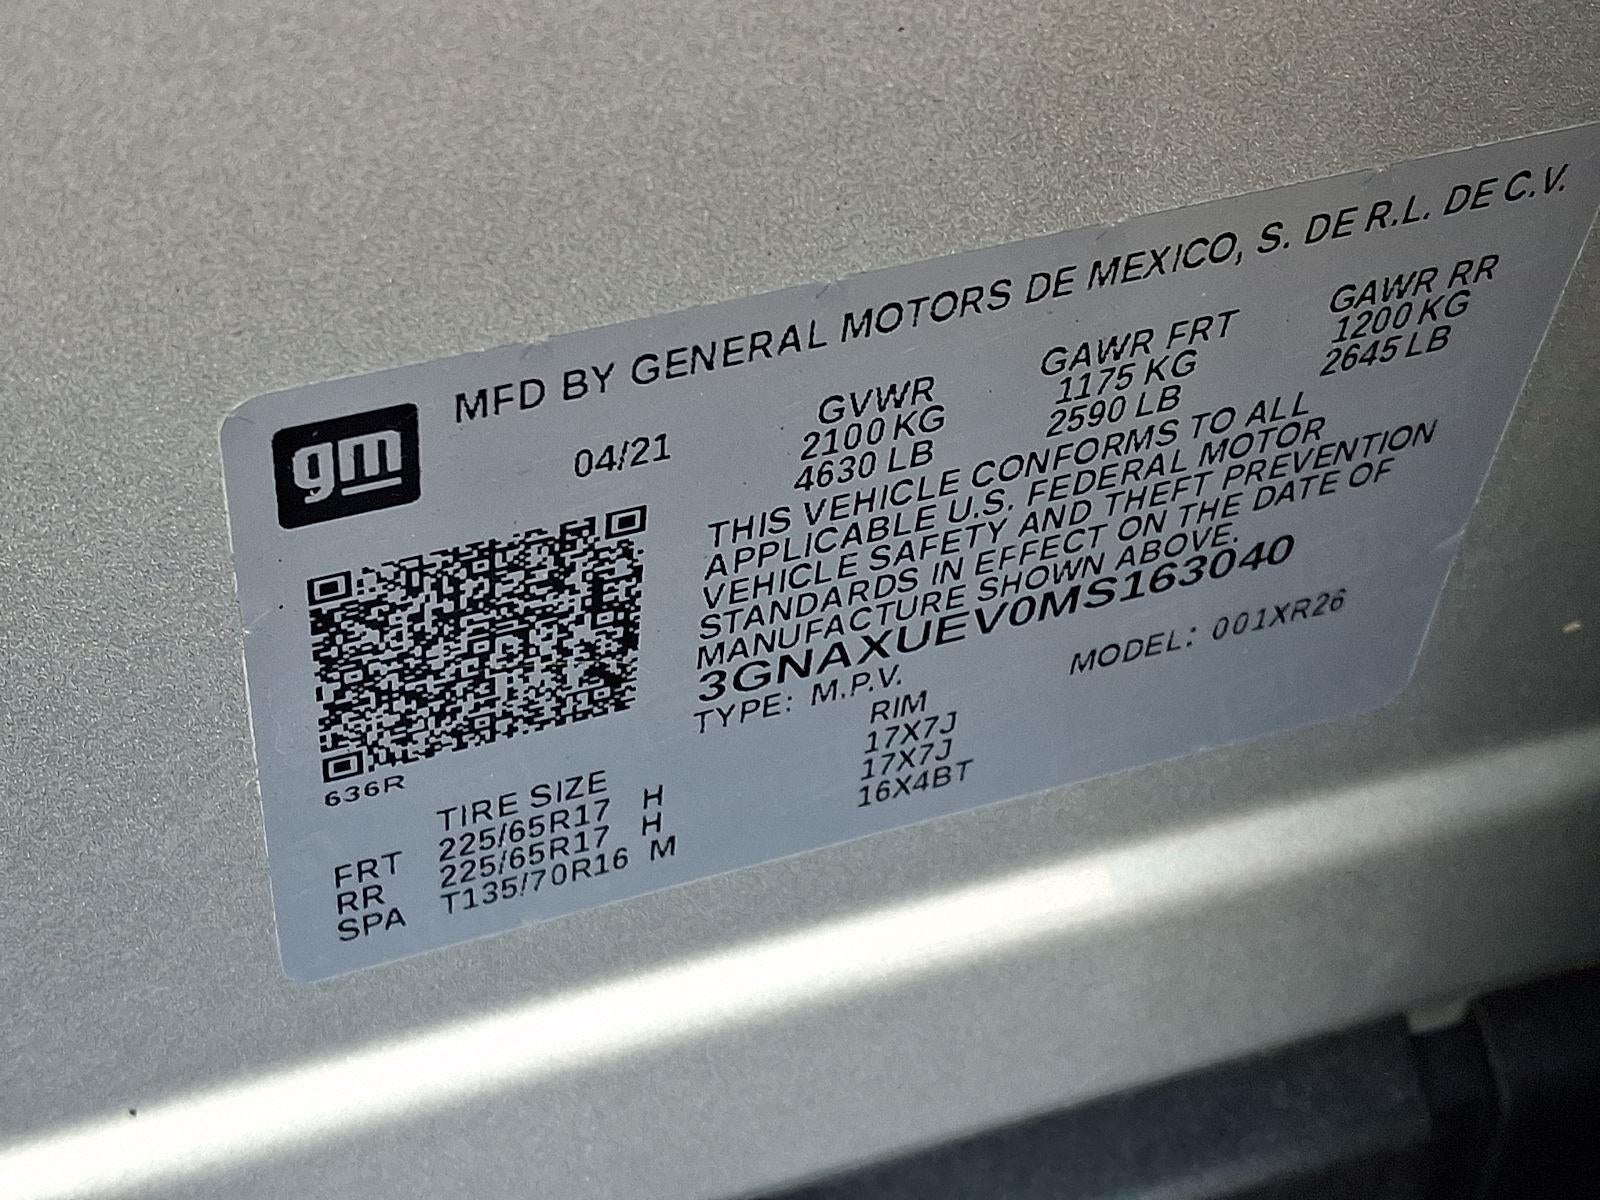 MFD BY GENERAL MOTORS DE MEXICO, S. DE R.L. DE C.V.
gm
04/21
GVWR GAWR FRT GAWR RR
2100 KG 1175 KG 1200 KG
4630 LB 2590 LB 2645 LB
THIS VEHICLE CONFORMS TO ALL
APPLICABLE U.S. FEDERAL MOTOR
VEHICLE SAFETY AND THEFT PREVENTION
STANDARDS IN EFFECT ON THE DATE OF
MANUFACTURE SHOWN ABOVE.
3GNAXUEV0MS163040
TYPE: M.P.V. MODEL: 001XR26
636R
TIRE SIZE RIM
FRT 225/65R17 H 17X7J
RR 225/65R17 H 17X7J
SPA T135/70R16 M 16X4BT